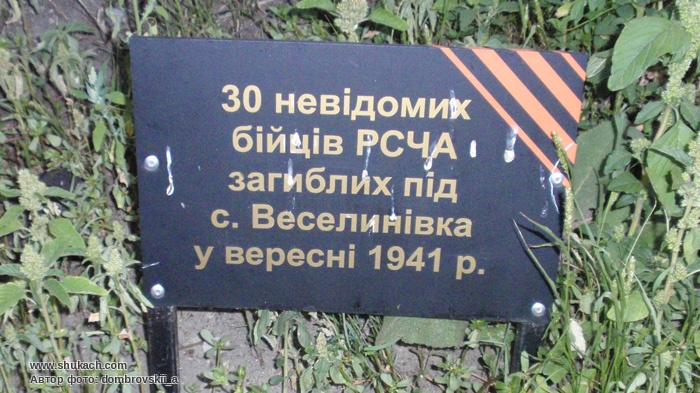 30 невідомих
бійців РСЧА
загиблих під
с. Веселинівка
у вересні 1941 р.
www.shukach.com
Автор фото: dombrovskii_a